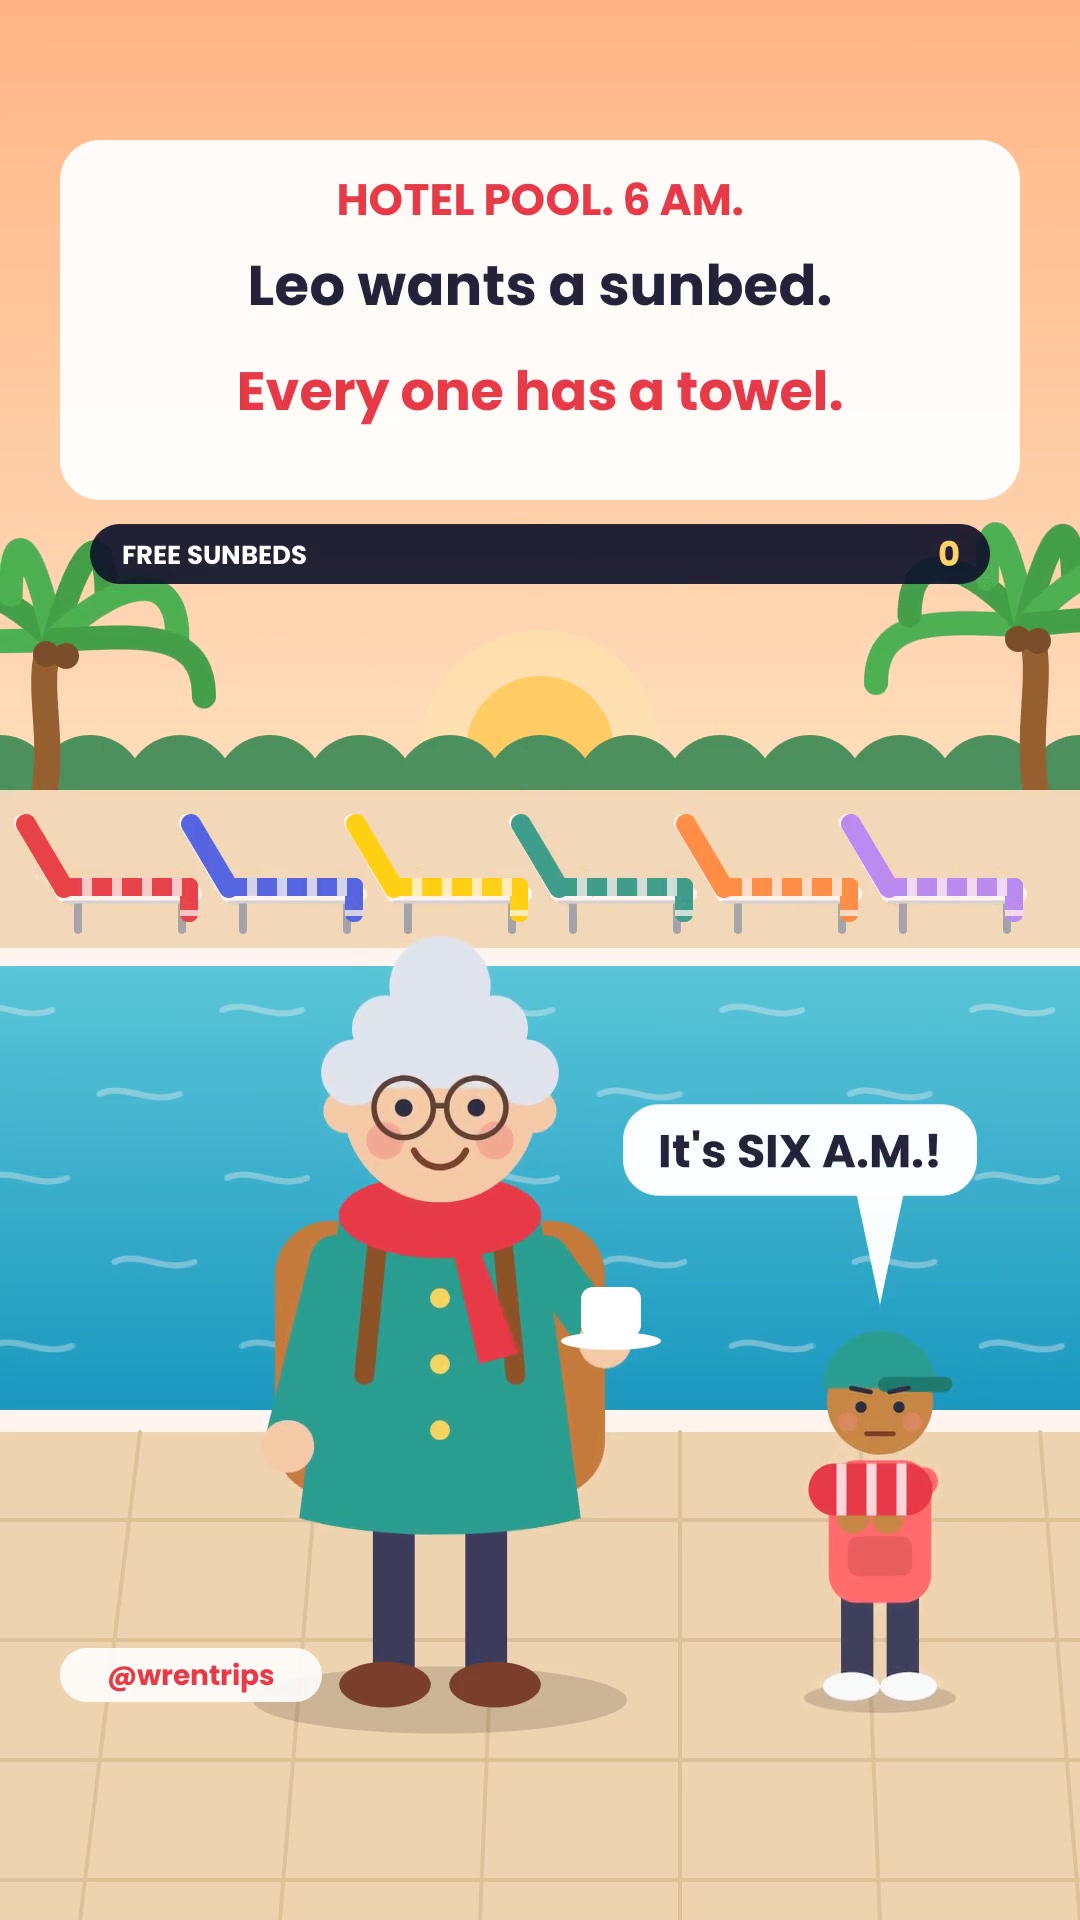 HOTEL POOL. 6 AM.
Leo wants a sunbed.
Every one has a towel.
FREE SUNBEDS 0
It's SIX A.M.!
@wrentrips